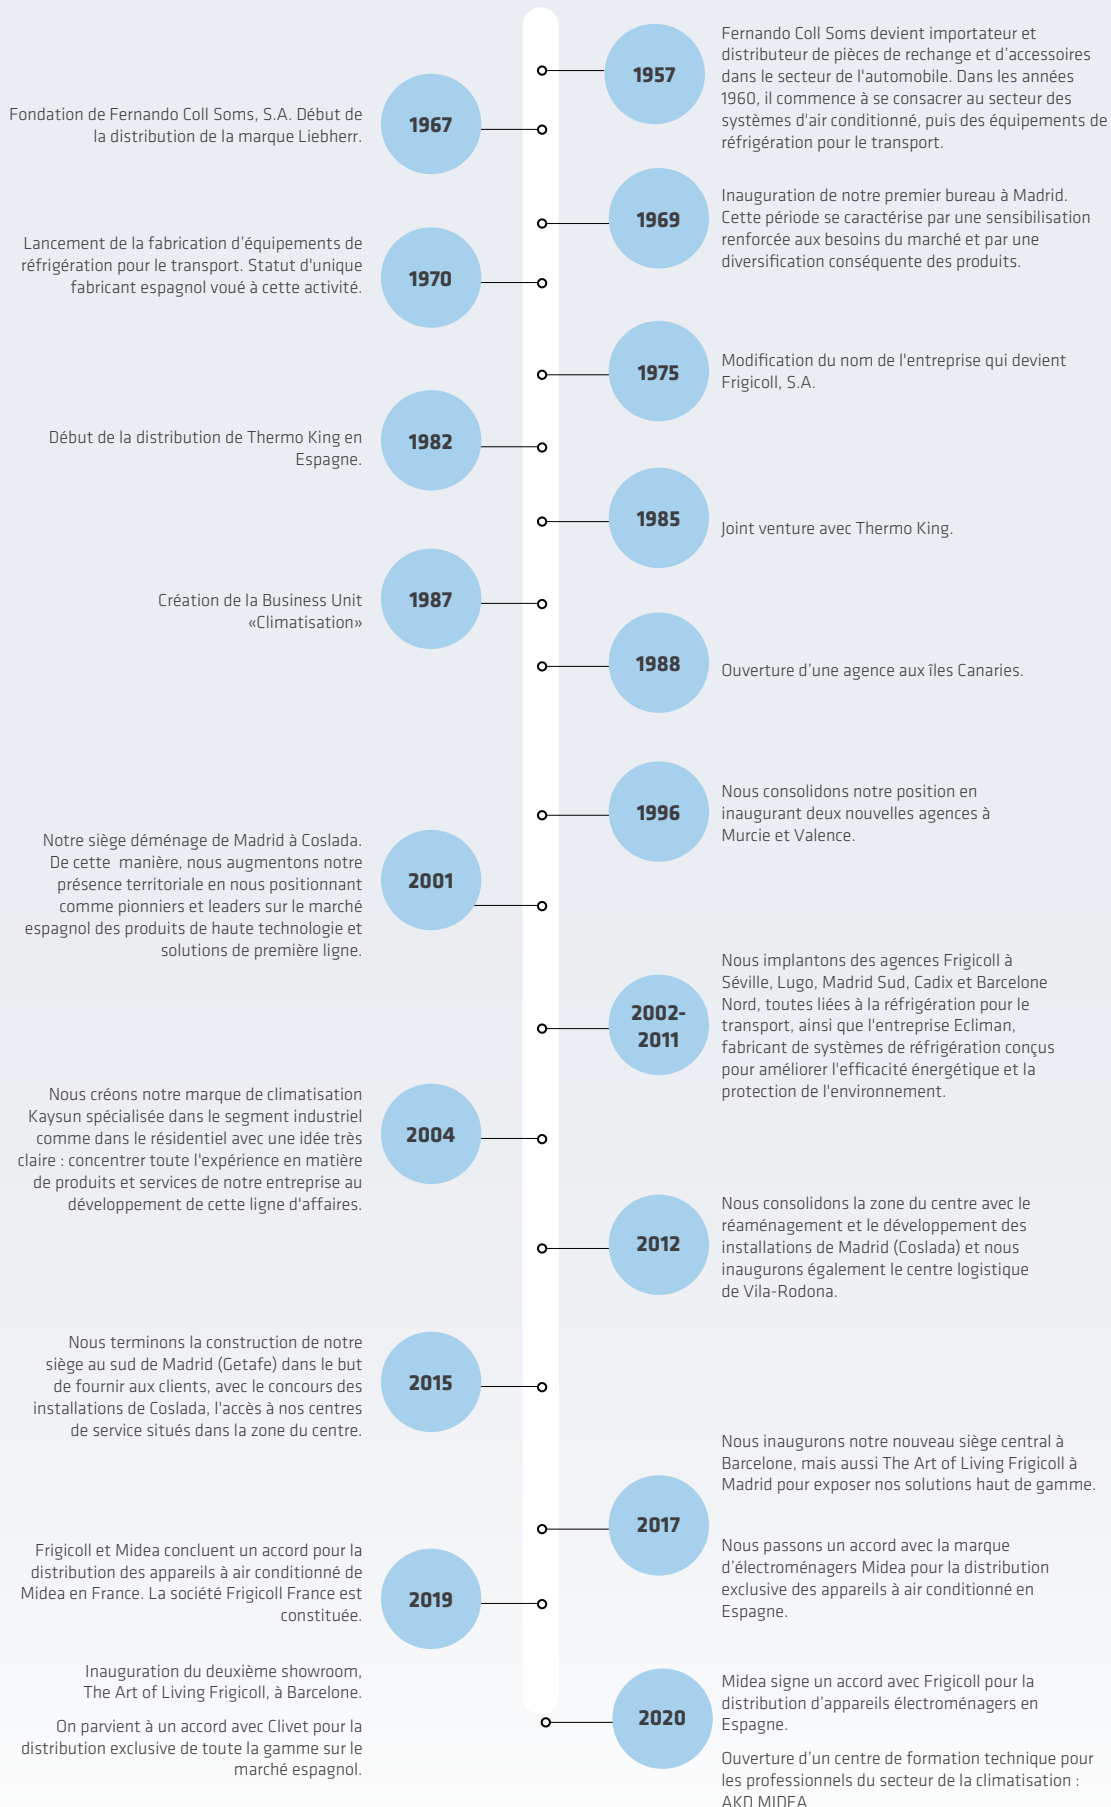 1957
Fernando Coll Soms devient importateur et
distributeur de pièces de rechange et d’accessoires
dans le secteur de l'automobile. Dans les années
1960, il commence à se consacrer au secteur des
systèmes d'air conditionné, puis des équipements de
réfrigération pour le transport.
1967
Fondation de Fernando Coll Soms, S.A. Début de
la distribution de la marque Liebherr.
1969
Inauguration de notre premier bureau à Madrid.
Cette période se caractérise par une sensibilisation
renforcée aux besoins du marché et par une
diversification conséquente des produits.
1970
Lancement de la fabrication d’équipements de
réfrigération pour le transport. Statut d'unique
fabricant espagnol voué à cette activité.
1975
Modification du nom de l'entreprise qui devient
Frigicoll, S.A.
1982
Début de la distribution de Thermo King en
Espagne.
1985
Joint venture avec Thermo King.
1987
Création de la Business Unit
«Climatisation»
1988
Ouverture d’une agence aux îles Canaries.
1996
Nous consolidons notre position en
inaugurant deux nouvelles agences à
Murcie et Valence.
2001
Notre siège déménage de Madrid à Coslada.
De cette manière, nous augmentons notre
présence territoriale en nous positionnant
comme pionniers et leaders sur le marché
espagnol des produits de haute technologie et
solutions de première ligne.
2002-
2011
Nous implantons des agences Frigicoll à
Séville, Lugo, Madrid Sud, Cadix et Barcelone
Nord, toutes liées à la réfrigération pour le
transport, ainsi que l'entreprise Ecliman,
fabricant de systèmes de réfrigération conçus
pour améliorer l'efficacité énergétique et la
protection de l'environnement.
2004
Nous créons notre marque de climatisation
Kaysun spécialisée dans le segment industriel
comme dans le résidentiel avec une idée très
claire : concentrer toute l'expérience en matière
de produits et services de notre entreprise au
développement de cette ligne d'affaires.
2012
Nous consolidons la zone du centre avec le
réaménagement et le développement des
installations de Madrid (Coslada) et nous
inaugurons également le centre logistique
de Vila-Rodona.
2015
Nous terminons la construction de notre
siège au sud de Madrid (Getafe) dans le but
de fournir aux clients, avec le concours des
installations de Coslada, l'accès à nos centres
de service situés dans la zone du centre.
2017
Nous inaugurons notre nouveau siège central à
Barcelone, mais aussi The Art of Living Frigicoll à
Madrid pour exposer nos solutions haut de gamme.
Nous passons un accord avec la marque
d’électroménagers Midea pour la distribution
exclusive des appareils à air conditionné en
Espagne.
2019
Frigicoll et Midea concluent un accord pour la
distribution des appareils à air conditionné de
Midea en France. La société Frigicoll France est
constituée.
Inauguration du deuxième showroom,
The Art of Living Frigicoll, à Barcelone.
On parvient à un accord avec Clivet pour la
distribution exclusive de toute la gamme sur le
marché espagnol.
2020
Midea signe un accord avec Frigicoll pour la
distribution d’appareils électroménagers en
Espagne.
Ouverture d’un centre de formation technique pour
les professionnels du secteur de la climatisation :
AKD MIDEA